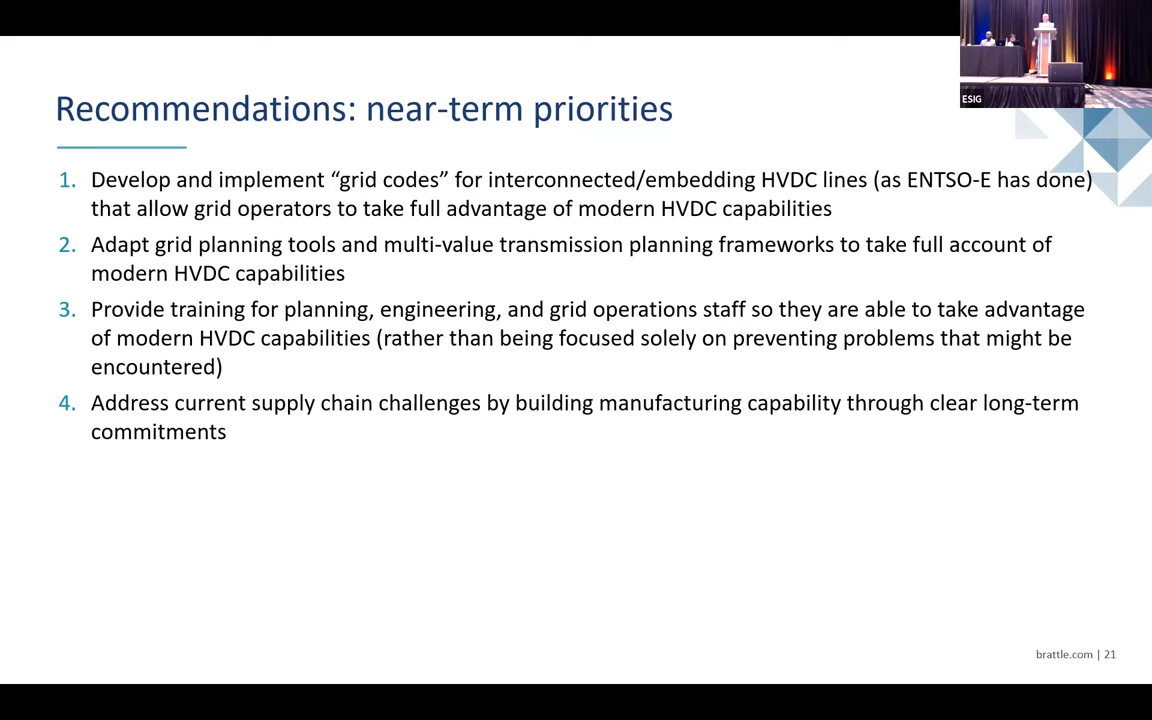 ESIG
Recommendations: near-term priorities
1. Develop and implement “grid codes” for interconnected/embedding HVDC lines (as ENTSO-E has done)
that allow grid operators to take full advantage of modern HVDC capabilities
2. Adapt grid planning tools and multi-value transmission planning frameworks to take full account of
modern HVDC capabilities
3. Provide training for planning, engineering, and grid operations staff so they are able to take advantage
of modern HVDC capabilities (rather than being focused solely on preventing problems that might be
encountered)
4. Address current supply chain challenges by building manufacturing capability through clear long-term
commitments
brattle.com | 21